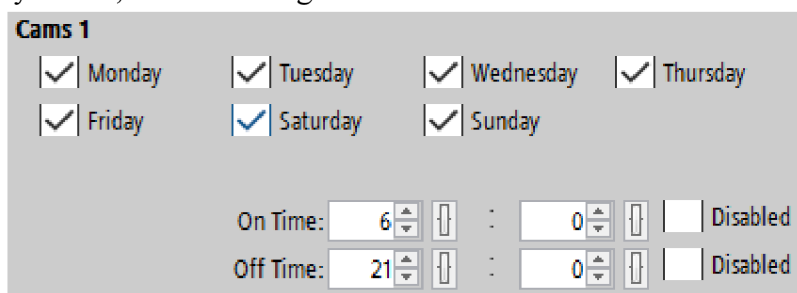 Cams 1
Monday Tuesday Wednesday Thursday
Friday Saturday Sunday
On Time: 6 : 0 Disabled
Off Time: 21 : 0 Disabled